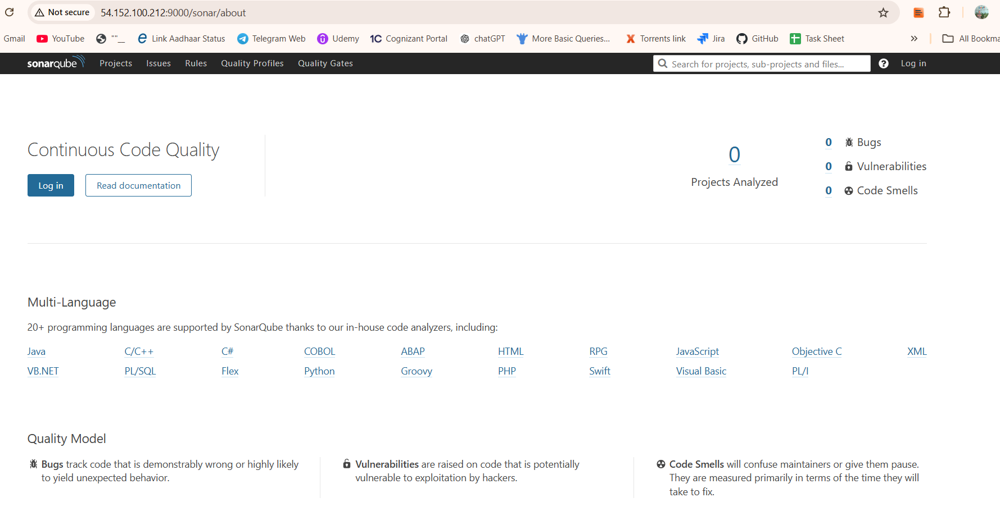 Not secure 54.152.100.212:9000/sonar/about
Gmail YouTube ""__ Link Aadhaar Status Telegram Web Udemy 1C Cognizant Portal chatGPT More Basic Queries... Torrents link Jira GitHub Task Sheet » All Bookma
sonarqube Projects Issues Rules Quality Profiles Quality Gates Search for projects, sub-projects and files... ? Log in
Continuous Code Quality
Log in Read documentation
0
Projects Analyzed
0 Bugs
0 Vulnerabilities
0 Code Smells
Multi-Language
20+ programming languages are supported by SonarQube thanks to our in-house code analyzers, including:
Java C/C++ C# COBOL ABAP HTML RPG JavaScript Objective C XML
VB.NET PL/SQL Flex Python Groovy PHP Swift Visual Basic PL/I
Quality Model
Bugs track code that is demonstrably wrong or highly likely
to yield unexpected behavior.
Vulnerabilities are raised on code that is potentially
vulnerable to exploitation by hackers.
Code Smells will confuse maintainers or give them pause.
They are measured primarily in terms of the time they will
take to fix.